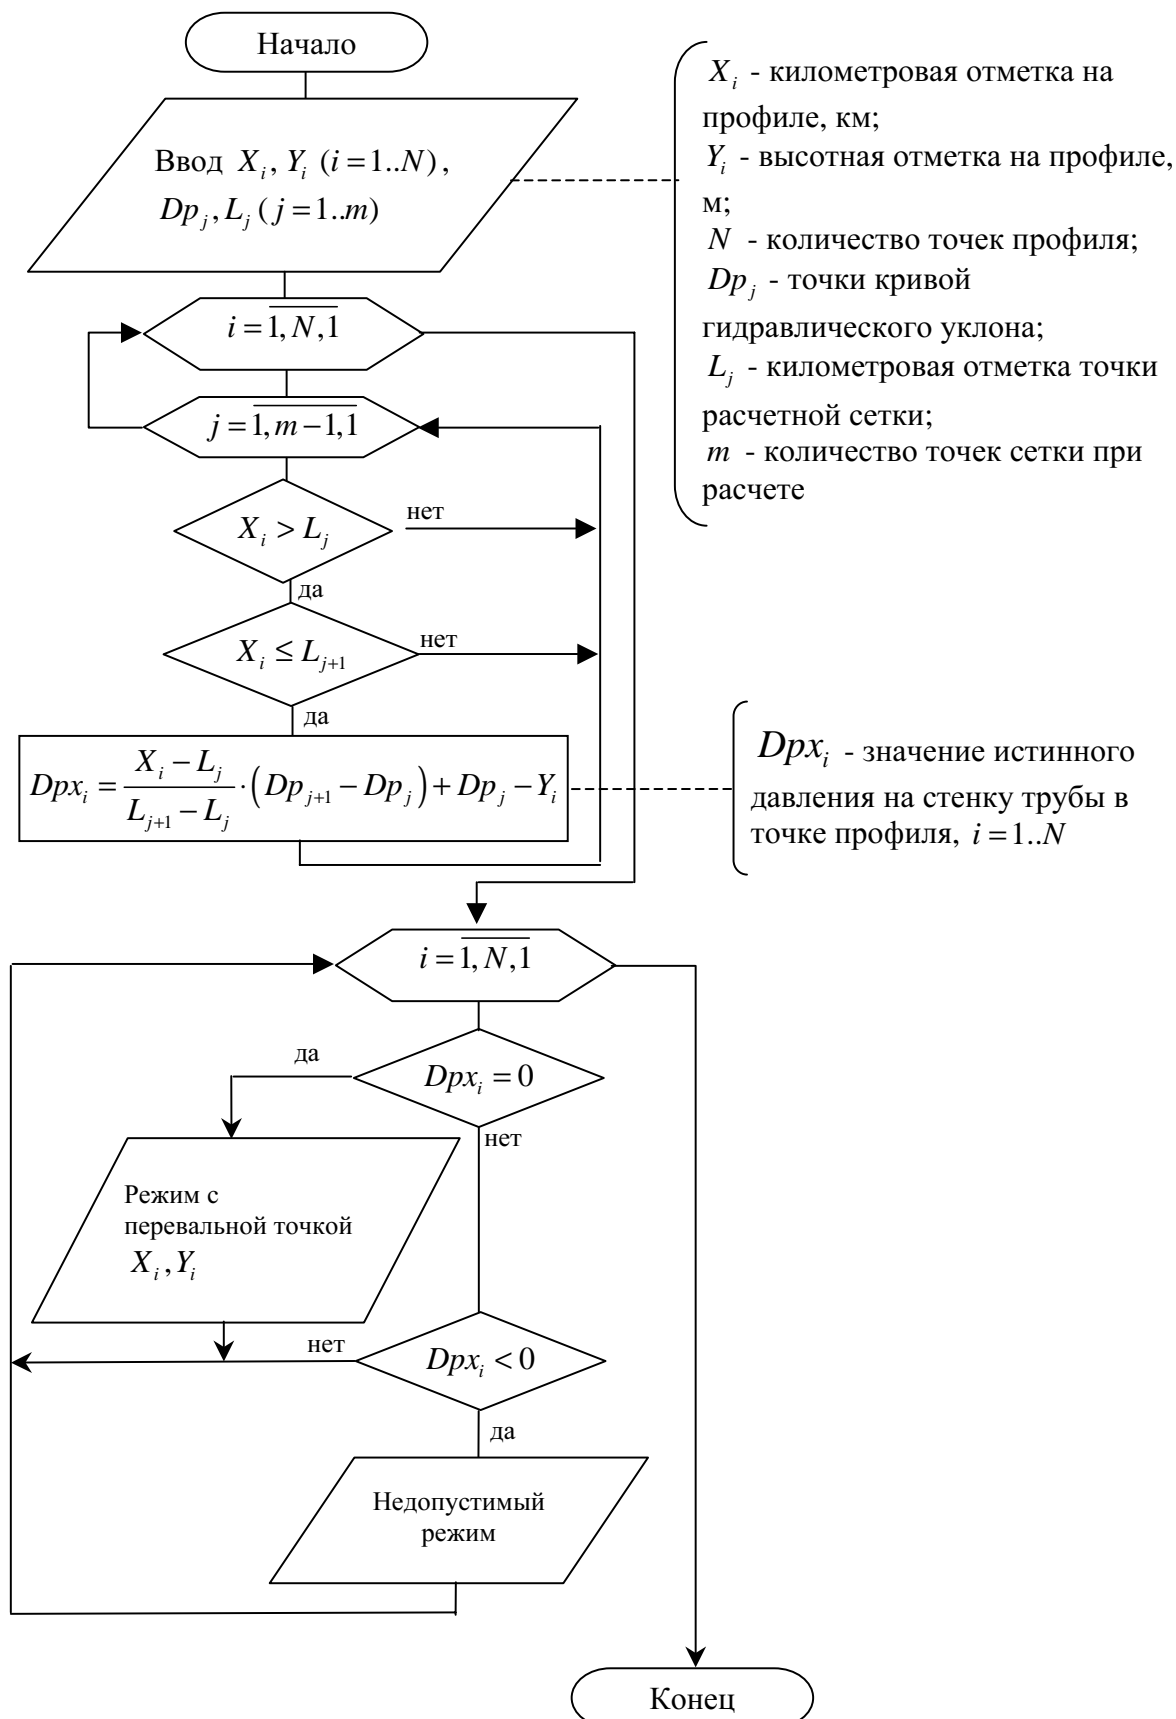 Начало
Ввод X_i, Y_i (i = 1..N),
Dp_j, L_j (j = 1..m)
X_i - километровая отметка на
профиле, км;
Y_i - высотная отметка на профиле,
м;
N - количество точек профиля;
Dp_j - точки кривой
гидравлического уклона;
L_j - километровая отметка точки
расчетной сетки;
m - количество точек сетки при
расчете
i = \overline{1, N, 1}
j = \overline{1, m − 1, 1}
X_i > L_j
нет
да
X_i ≤ L_{j+1}
нет
да
Dpx_i = \frac{X_i − L_j}{L_{j+1} − L_j} · (Dp_{j+1} − Dp_j) + Dp_j − Y_i
Dpx_i - значение истинного
давления на стенку трубы в
точке профиля, i = 1..N
i = \overline{1, N, 1}
Dpx_i = 0
да
нет
Режим с
перевальной точкой
X_i, Y_i
Dpx_i < 0
нет
да
Недопустимый
режим
Конец